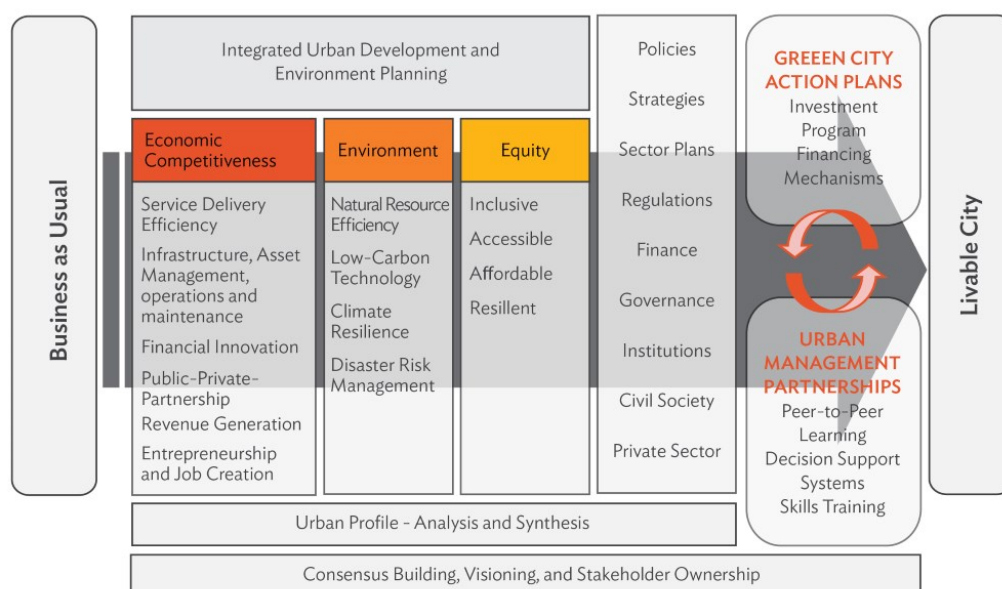 Business as Usual
Integrated Urban Development and
Environment Planning
Economic
Competitiveness
Service Delivery
Efficiency
Infrastructure, Asset
Management,
operations and
maintenance
Financial Innovation
Public-Private-
Partnership
Revenue Generation
Entrepreneurship
and Job Creation
Environment
Natural Resource
Efficiency
Low-Carbon
Technology
Climate
Resilience
Disaster Risk
Management
Equity
Inclusive
Accessible
Affordable
Resillent
Policies
Strategies
Sector Plans
Regulations
Finance
Governance
Institutions
Civil Society
Private Sector
GREEEN CITY
ACTION PLANS
Investment
Program
Financing
Mechanisms
URBAN
MANAGEMENT
PARTNERSHIPS
Peer-to-Peer
Learning
Decision Support
Systems
Skills Training
Livable City
Urban Profile - Analysis and Synthesis
Consensus Building, Visioning, and Stakeholder Ownership